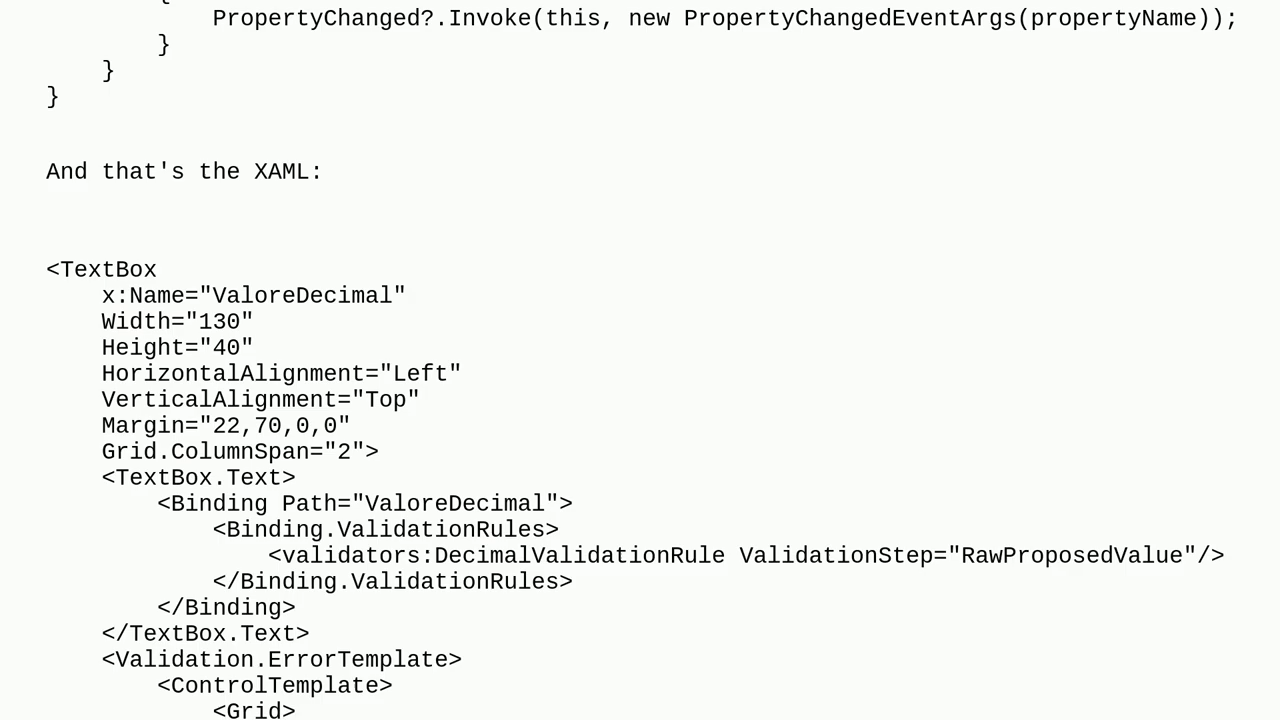 PropertyChanged?.Invoke(this, new PropertyChangedEventArgs(propertyName));
}
}
}
And that's the XAML:
<TextBox
x:Name="ValoreDecimal"
Width="130"
Height="40"
HorizontalAlignment="Left"
VerticalAlignment="Top"
Margin="22,70,0,0"
Grid.ColumnSpan="2">
<TextBox.Text>
<Binding Path="ValoreDecimal">
<Binding.ValidationRules>
<validators:DecimalValidationRule ValidationStep="RawProposedValue"/>
</Binding.ValidationRules>
</Binding>
</TextBox.Text>
<Validation.ErrorTemplate>
<ControlTemplate>
<Grid>